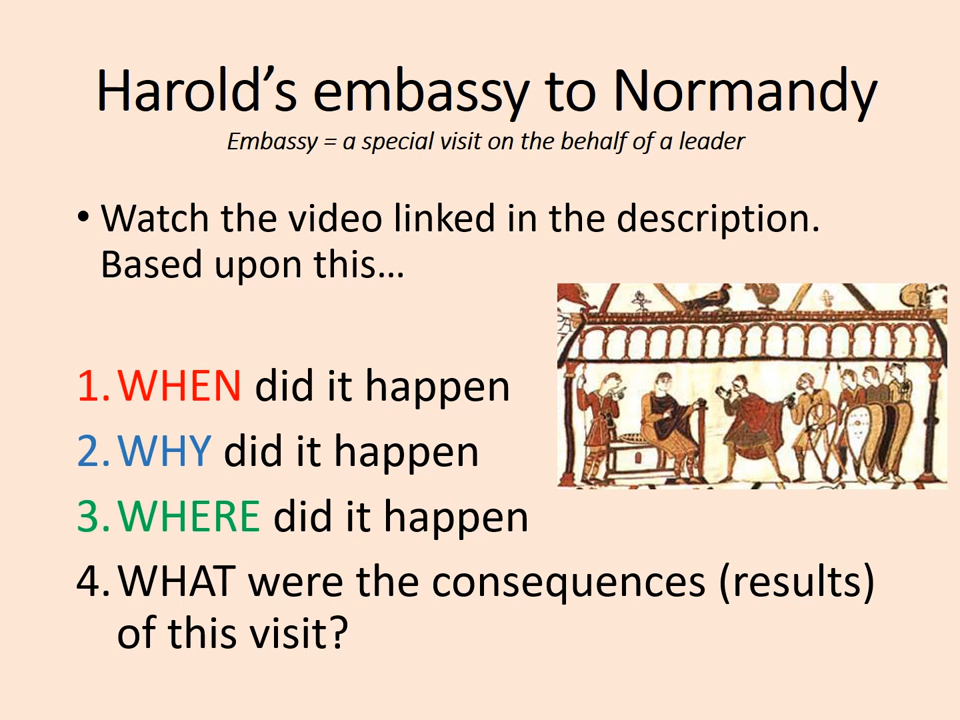 Harold’s embassy to Normandy
Embassy = a special visit on the behalf of a leader
• Watch the video linked in the description.
Based upon this…
1. WHEN did it happen
2. WHY did it happen
3. WHERE did it happen
4. WHAT were the consequences (results)
of this visit?